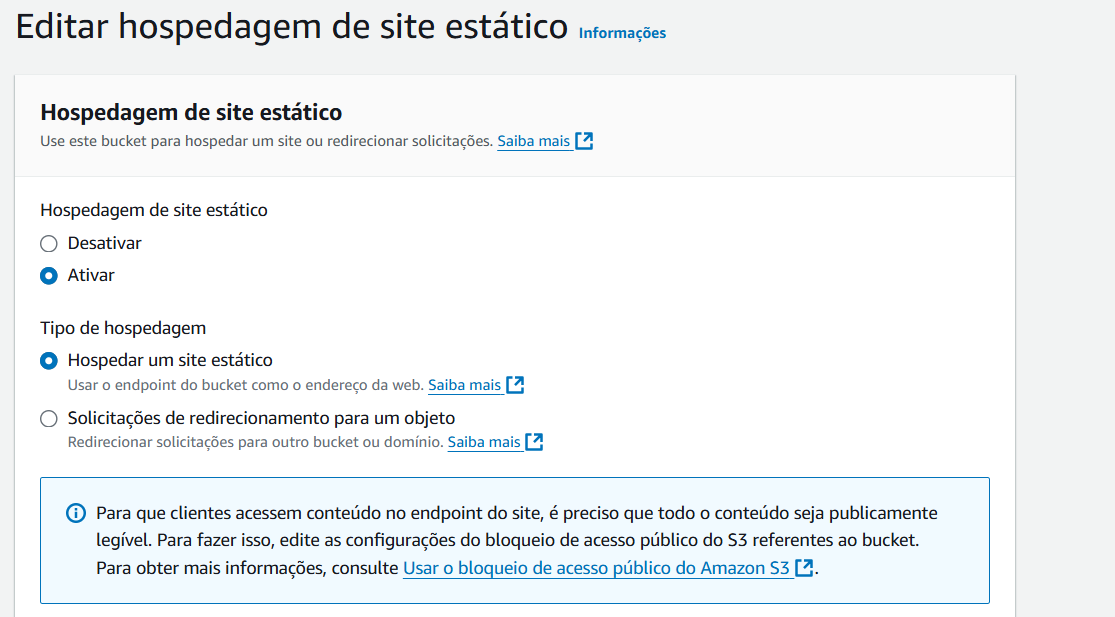 Editar hospedagem de site estático Informações
Hospedagem de site estático
Use este bucket para hospedar um site ou redirecionar solicitações. Saiba mais
Hospedagem de site estático
Desativar
Ativar
Tipo de hospedagem
Hospedar um site estático
Usar o endpoint do bucket como o endereço da web. Saiba mais
Solicitações de redirecionamento para um objeto
Redirecionar solicitações para outro bucket ou domínio. Saiba mais
Para que clientes acessem conteúdo no endpoint do site, é preciso que todo o conteúdo seja publicamente
legível. Para fazer isso, edite as configurações do bloqueio de acesso público do S3 referentes ao bucket.
Para obter mais informações, consulte Usar o bloqueio de acesso público do Amazon S3.